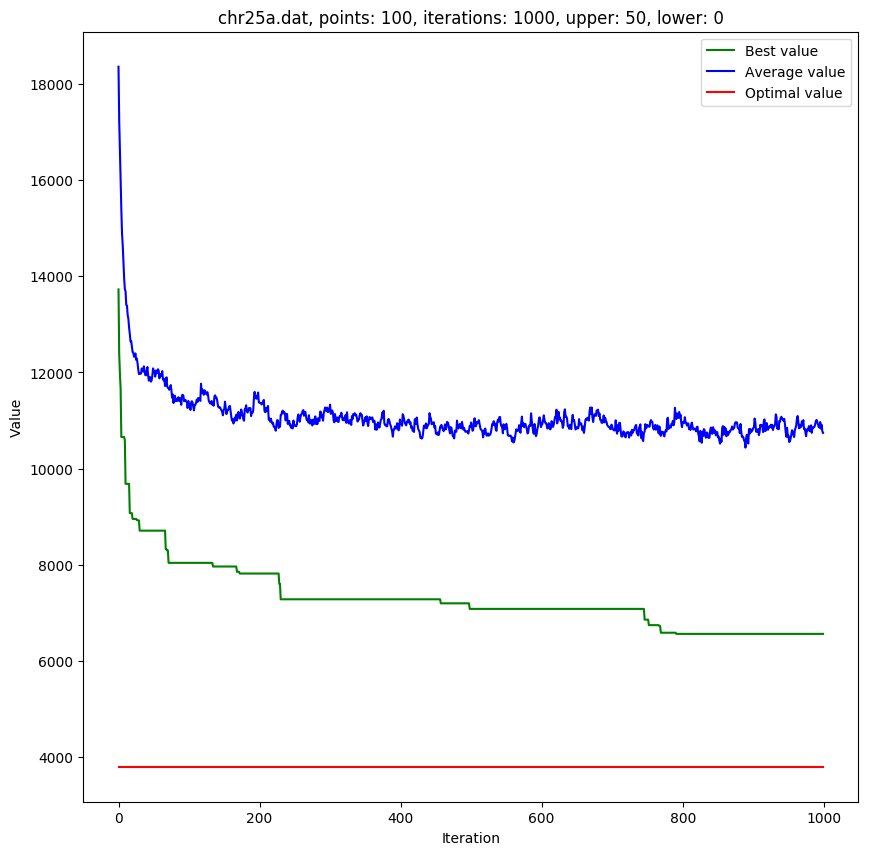 chr25a.dat, points: 100, iterations: 1000, upper: 50, lower: 0
Best value
Average value
Optimal value
18000
16000
14000
12000
10000
8000
6000
4000
Value
0 200 400 600 800 1000
Iteration